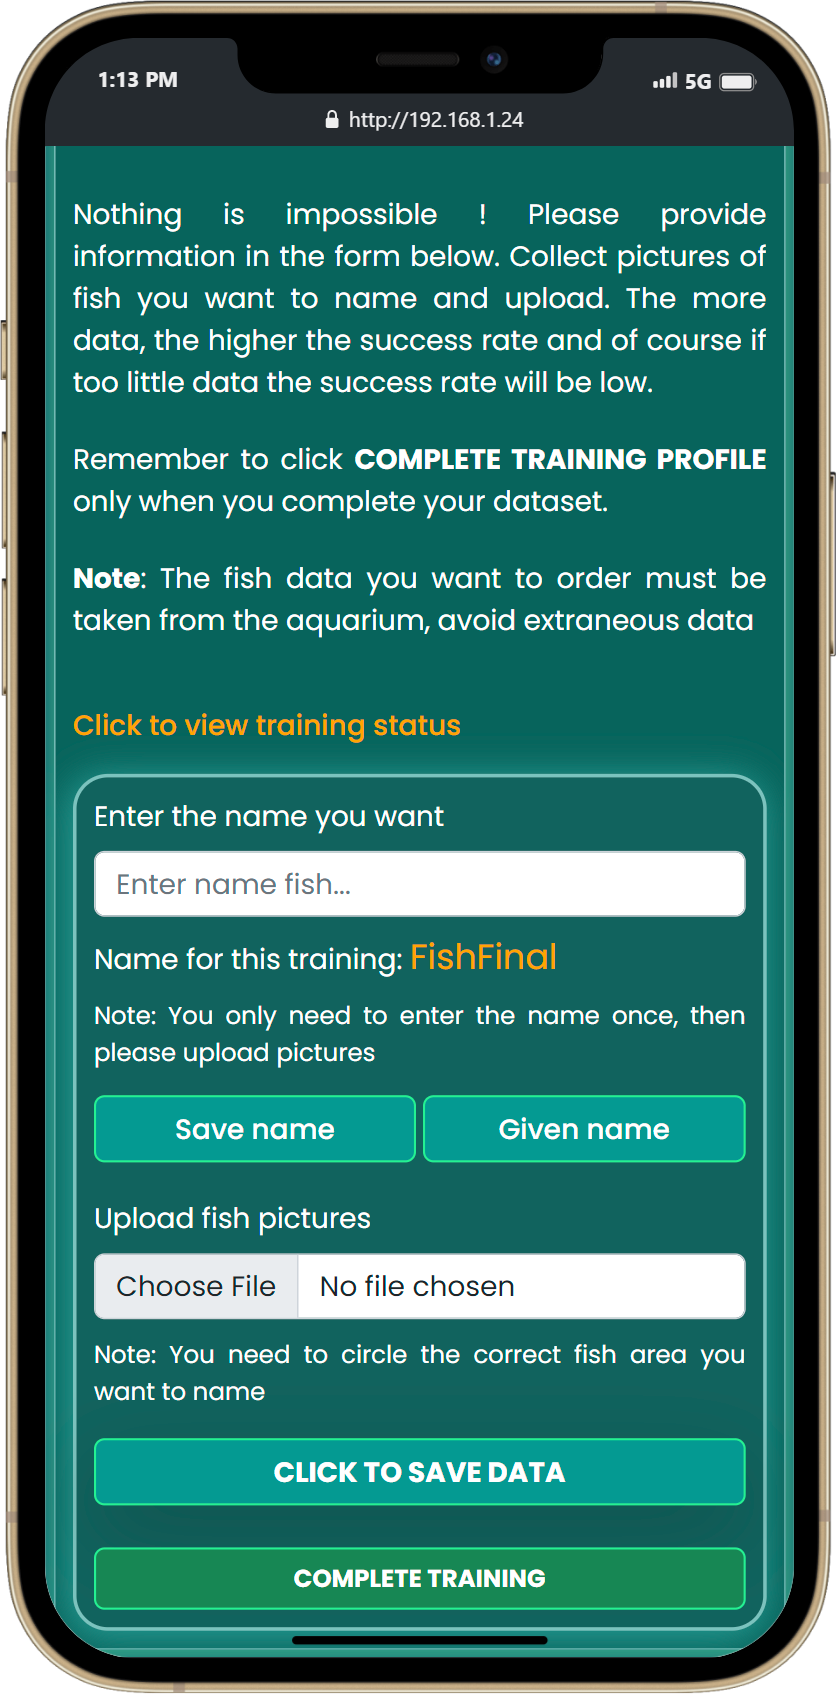 1:13 PM
5G
http://192.168.1.24
Nothing is impossible ! Please provide
information in the form below. Collect pictures of
fish you want to name and upload. The more
data, the higher the success rate and of course if
too little data the success rate will be low.
Remember to click COMPLETE TRAINING PROFILE
only when you complete your dataset.
Note: The fish data you want to order must be
taken from the aquarium, avoid extraneous data
Click to view training status
Enter the name you want
Enter name fish...
Name for this training: FishFinal
Note: You only need to enter the name once, then
please upload pictures
Save name
Given name
Upload fish pictures
Choose File
No file chosen
Note: You need to circle the correct fish area you
want to name
CLICK TO SAVE DATA
COMPLETE TRAINING